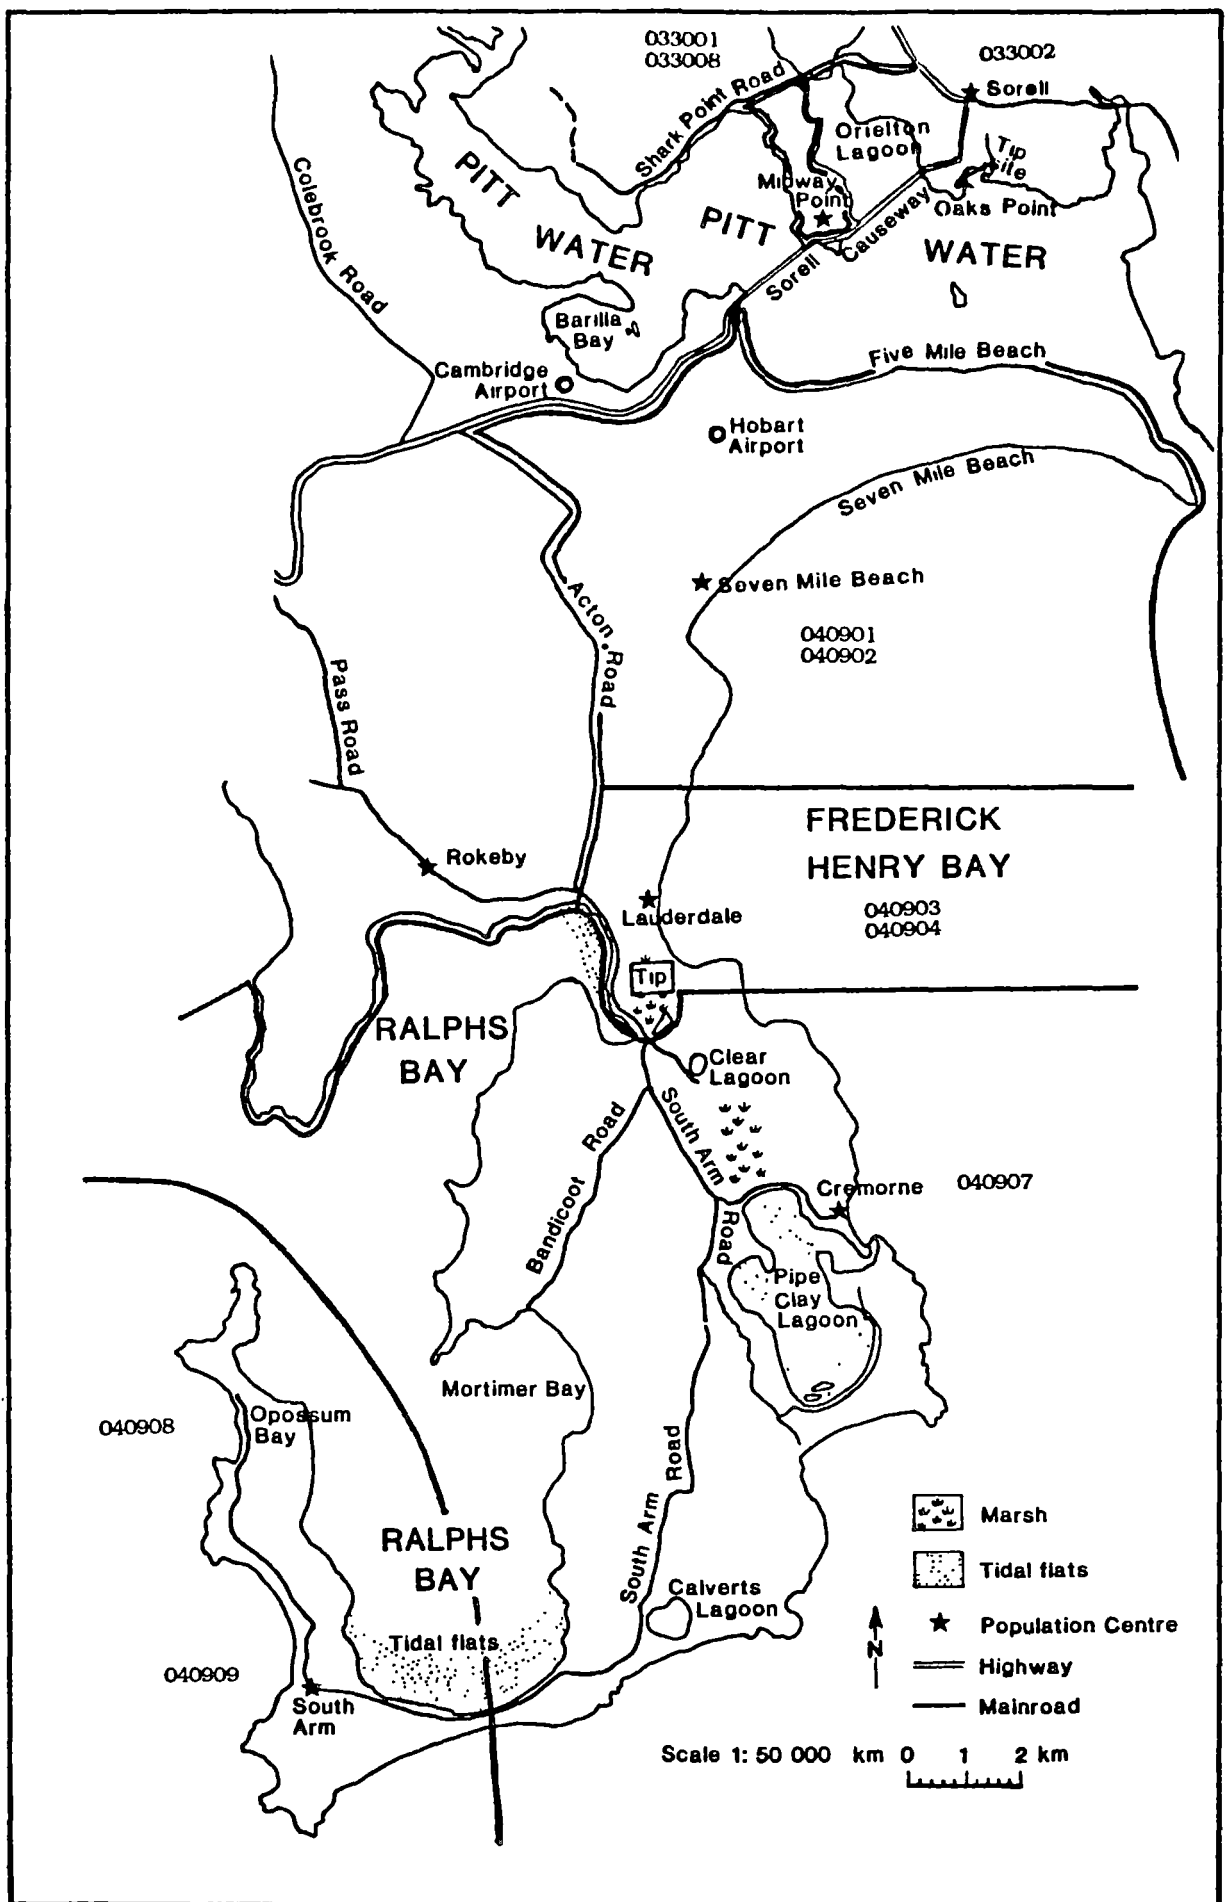 033001
033008
033002
Sorell
Shark Point Road
Orielton
Lagoon
Tip
site
Midway
Point
Oaks Point
PITT
WATER
PITT
WATER
Sorell Causeway
Colebrook Road
Barilla
Bay
Cambridge
Airport
Five Mile Beach
Hobart
Airport
Seven Mile Beach
Seven Mile Beach
Acton Road
040901
040902
Pass Road
FREDERICK
HENRY BAY
Rokeby
Lauderdale
040903
040904
Tip
RALPHS
BAY
Clear
Lagoon
South Arm
Road
Bandicoot Road
Cremorne
040907
Pipe
Clay
Lagoon
Mortimer Bay
040908
Opossum
Bay
South Arm Road
RALPHS
BAY
Calverts
Lagoon
Tidal flats
040909
South
Arm
Marsh
Tidal flats
Population Centre
N
Highway
Mainroad
Scale 1: 50 000 km 0 1 2 km